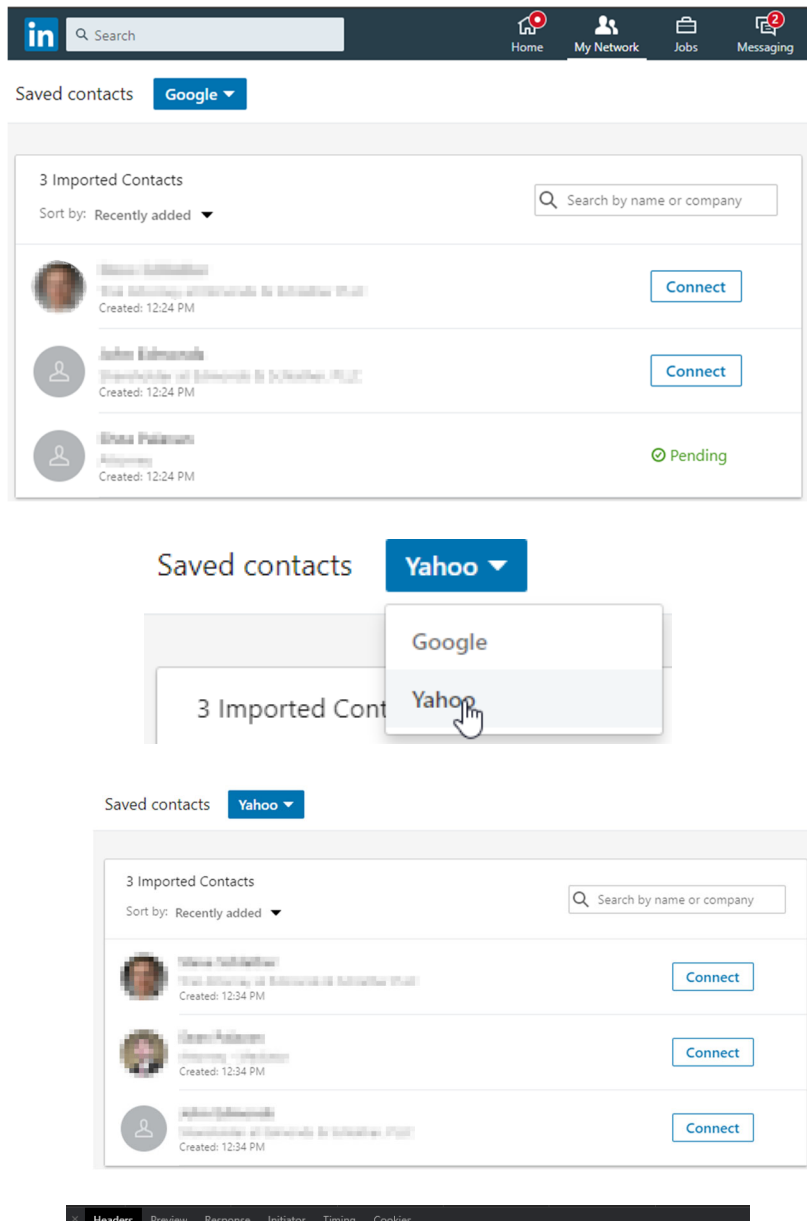 in Search Home My Network Jobs 2 Messaging
Saved contacts Google
3 Imported Contacts
Sort by: Recently added Search by name or company
Created: 12:24 PM Connect
Created: 12:24 PM Connect
Created: 12:24 PM Pending
Saved contacts Yahoo
Google
3 Imported Cont Yahoo
Saved contacts Yahoo
3 Imported Contacts
Sort by: Recently added Search by name or company
Created: 12:34 PM Connect
Created: 12:34 PM Connect
Created: 12:34 PM Connect
Headers Preview Response Initiator Timing Cookies